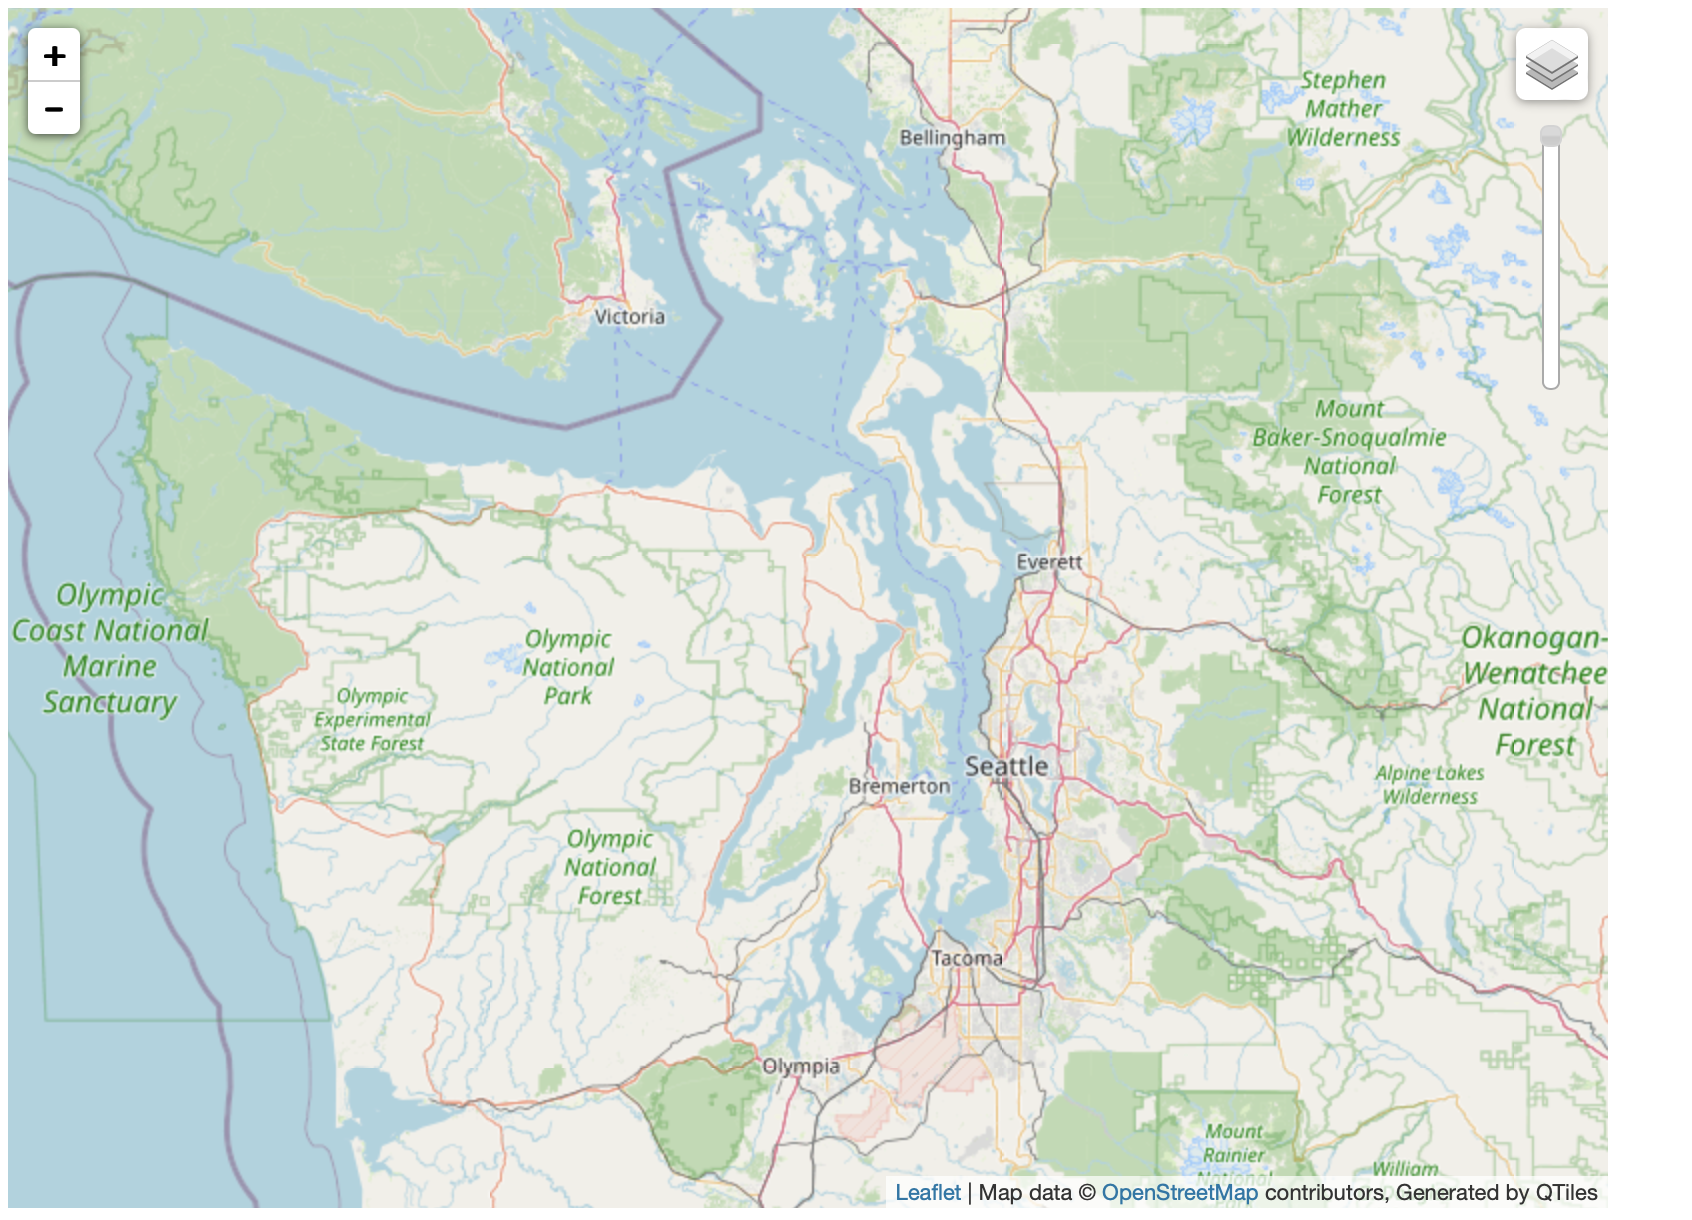 +
−
Stephen
Mather
Wilderness
Bellingham
Victoria
Mount
Baker-Snoqualmie
National
Forest
Everett
Olympic
Coast National
Marine
Sanctuary
Olympic
National
Park
Okanogan-
Wenatchee
National
Forest
Olympic
Experimental
State Forest
Seattle
Alpine Lakes
Wilderness
Bremerton
Olympic
National
Forest
Tacoma
Olympia
Mount
Rainier
National
William
Leaflet | Map data © OpenStreetMap contributors, Generated by QTiles